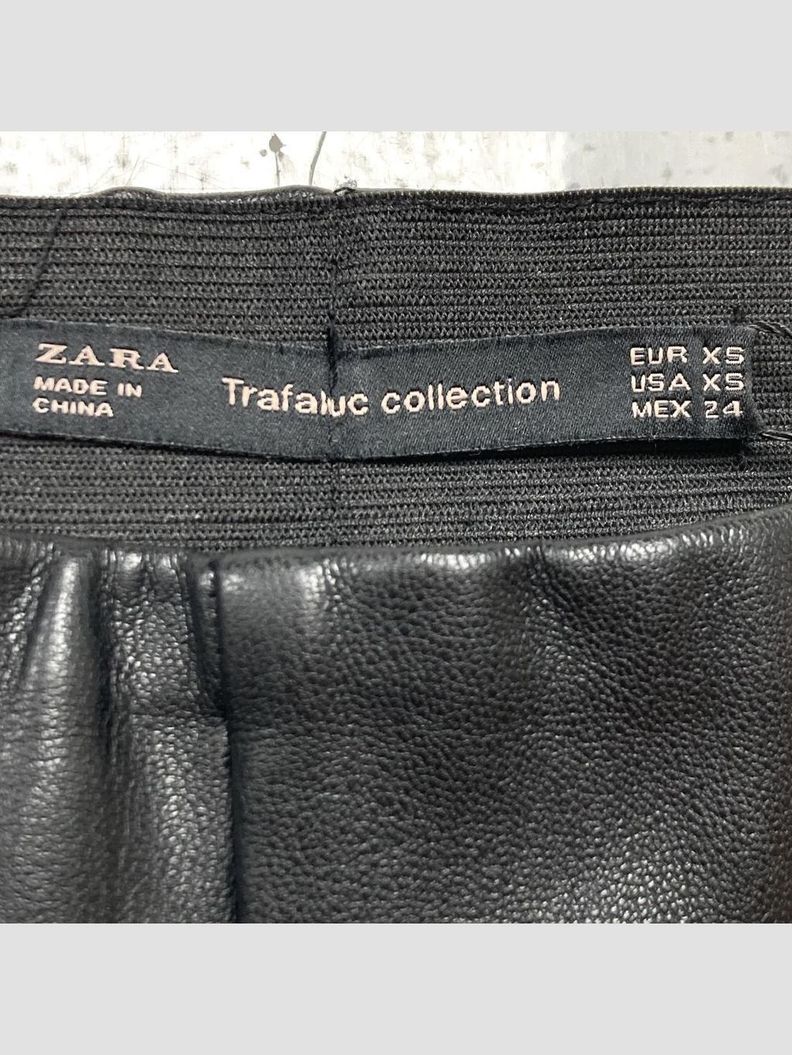 ZARA
MADE IN
CHINA
Trafaluc collection
EUR XS
USA XS
MEX 24